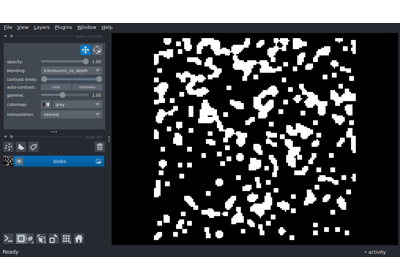 File View Layers Plugins Window Help
opacity: 1.00
blending: translucent_no_depth
contrast limits:
auto-contrast: once continuous
gamma: 1.00
colormap: gray
interpolation: nearest
blobs
Ready
activity